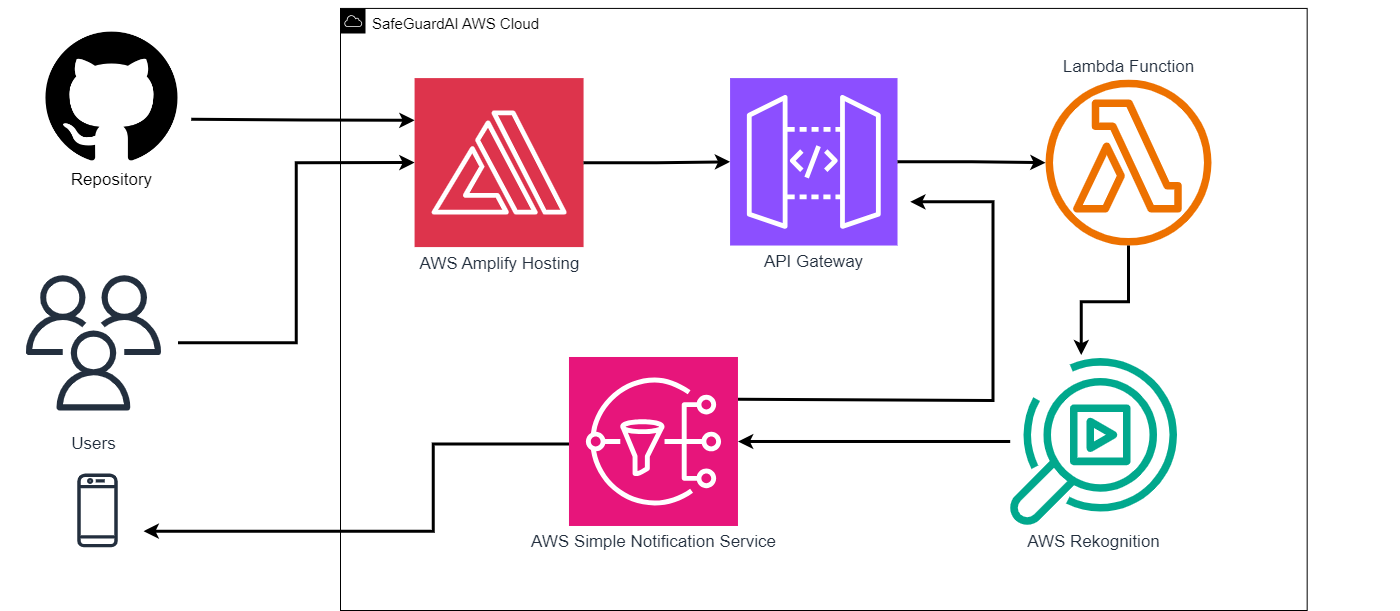 SafeGuardAI AWS Cloud
Lambda Function
Repository
AWS Amplify Hosting
API Gateway
</>
Users
AWS Simple Notification Service
AWS Rekognition